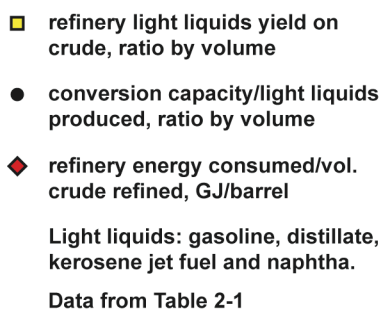 refinery light liquids yield on
crude, ratio by volume
conversion capacity/light liquids
produced, ratio by volume
refinery energy consumed/vol.
crude refined, GJ/barrel
Light liquids: gasoline, distillate,
kerosene jet fuel and naphtha.
Data from Table 2-1